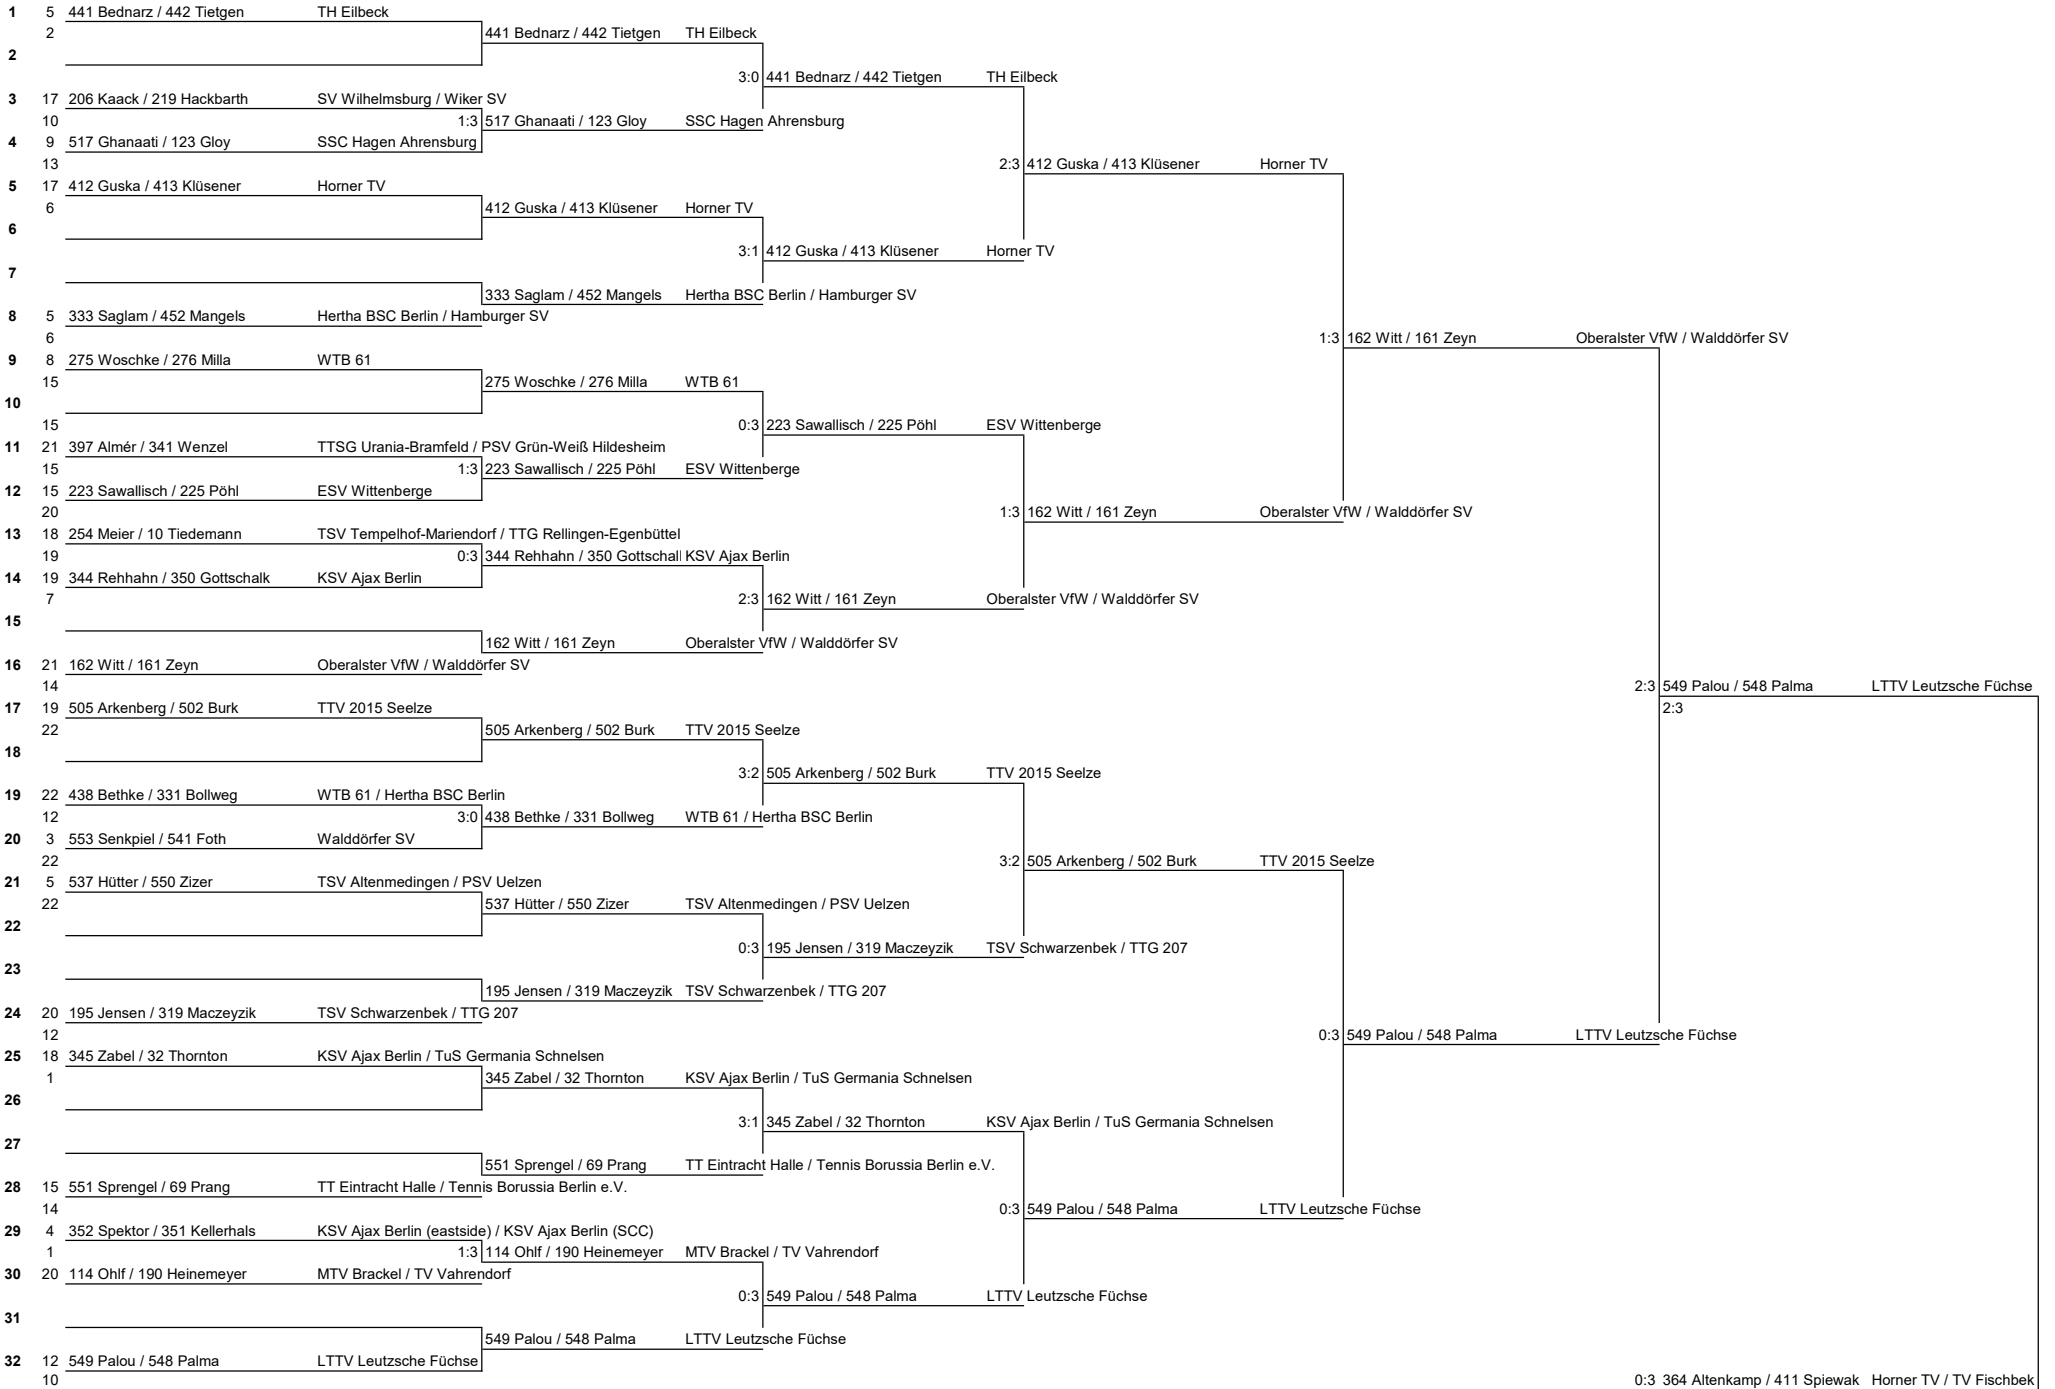 1 5 441 Bednarz / 442 Tietgen TH Eilbeck
2 441 Bednarz / 442 Tietgen TH Eilbeck
2
3:0 441 Bednarz / 442 Tietgen TH Eilbeck
3 17 206 Kaack / 219 Hackbarth SV Wilhelmsburg / Wiker SV
10 1:3 517 Ghanaati / 123 Gloy SSC Hagen Ahrensburg
4 9 517 Ghanaati / 123 Gloy SSC Hagen Ahrensburg
13 2:3 412 Guska / 413 Klüsener Horner TV
5 17 412 Guska / 413 Klüsener Horner TV
6 412 Guska / 413 Klüsener Horner TV
6
3:1 412 Guska / 413 Klüsener Horner TV
7
333 Saglam / 452 Mangels Hertha BSC Berlin / Hamburger SV
8 5 333 Saglam / 452 Mangels Hertha BSC Berlin / Hamburger SV
6 1:3 162 Witt / 161 Zeyn Oberalster VfW / Walddörfer SV
9 8 275 Woschke / 276 Milla WTB 61
15 275 Woschke / 276 Milla WTB 61
10
15 0:3 223 Sawallisch / 225 Pöhl ESV Wittenberge
11 21 397 Almér / 341 Wenzel TTSG Urania-Bramfeld / PSV Grün-Weiß Hildesheim
15 1:3 223 Sawallisch / 225 Pöhl ESV Wittenberge
12 15 223 Sawallisch / 225 Pöhl ESV Wittenberge
20 1:3 162 Witt / 161 Zeyn Oberalster VfW / Walddörfer SV
13 18 254 Meier / 10 Tiedemann TSV Tempelhof-Mariendorf / TTG Rellingen-Egenbüttel
19 0:3 344 Rehhahn / 350 Gottschall KSV Ajax Berlin
14 19 344 Rehhahn / 350 Gottschalk KSV Ajax Berlin
7 2:3 162 Witt / 161 Zeyn Oberalster VfW / Walddörfer SV
15
162 Witt / 161 Zeyn Oberalster VfW / Walddörfer SV
16 21 162 Witt / 161 Zeyn Oberalster VfW / Walddörfer SV
14 2:3 549 Palou / 548 Palma LTTV Leutzsche Füchse
17 19 505 Arkenberg / 502 Burk TTV 2015 Seelze 2:3
22 505 Arkenberg / 502 Burk TTV 2015 Seelze
18
3:2 505 Arkenberg / 502 Burk TTV 2015 Seelze
19 22 438 Bethke / 331 Bollweg WTB 61 / Hertha BSC Berlin
12 3:0 438 Bethke / 331 Bollweg WTB 61 / Hertha BSC Berlin
20 3 553 Senkpiel / 541 Foth Walddörfer SV
22 3:2 505 Arkenberg / 502 Burk TTV 2015 Seelze
21 5 537 Hütter / 550 Zizer TSV Altenmedingen / PSV Uelzen
22 537 Hütter / 550 Zizer TSV Altenmedingen / PSV Uelzen
22
0:3 195 Jensen / 319 Maczeyzik TSV Schwarzenbek / TTG 207
23
195 Jensen / 319 Maczeyzik TSV Schwarzenbek / TTG 207
24 20 195 Jensen / 319 Maczeyzik TSV Schwarzenbek / TTG 207
12 0:3 549 Palou / 548 Palma LTTV Leutzsche Füchse
25 18 345 Zabel / 32 Thornton KSV Ajax Berlin / TuS Germania Schnelsen
1 345 Zabel / 32 Thornton KSV Ajax Berlin / TuS Germania Schnelsen
26
3:1 345 Zabel / 32 Thornton KSV Ajax Berlin / TuS Germania Schnelsen
27
551 Sprengel / 69 Prang TT Eintracht Halle / Tennis Borussia Berlin e.V.
28 15 551 Sprengel / 69 Prang TT Eintracht Halle / Tennis Borussia Berlin e.V.
14 0:3 549 Palou / 548 Palma LTTV Leutzsche Füchse
29 4 352 Spektor / 351 Kellerhals KSV Ajax Berlin (eastside) / KSV Ajax Berlin (SCC)
1 1:3 114 Ohlf / 190 Heinemeyer MTV Brackel / TV Vahrendorf
30 20 114 Ohlf / 190 Heinemeyer MTV Brackel / TV Vahrendorf
0:3 549 Palou / 548 Palma LTTV Leutzsche Füchse
31
549 Palou / 548 Palma LTTV Leutzsche Füchse
32 12 549 Palou / 548 Palma LTTV Leutzsche Füchse
10 0:3 364 Altenkamp / 411 Spiewak Horner TV / TV Fischbek